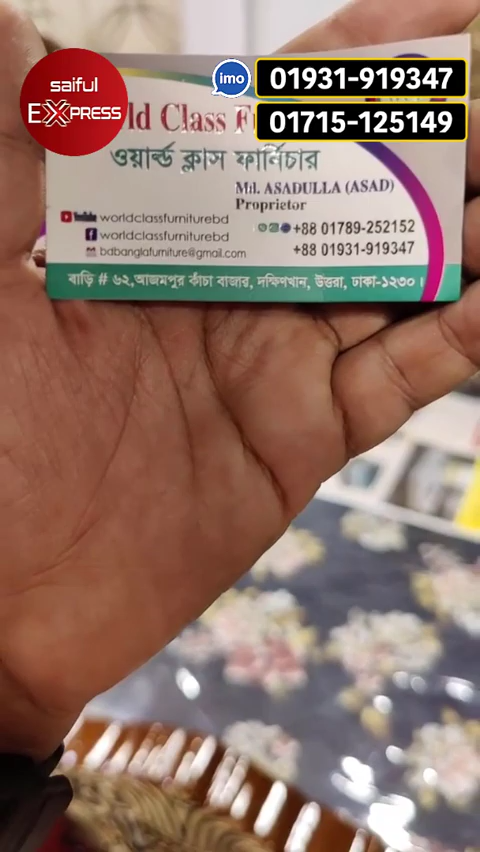 saiful
EXPRESS
imo
01931-919347
01715-125149
ld Class F
ওয়ার্ল্ড ক্লাস ফার্নিচার
Md. ASADULLA (ASAD)
Proprietor
YouTube worldclassfurniturebd
worldclassfurniturebd
bdbanglafurniture@gmail.com
+88 01789-252152
+88 01931-919347
বাড়ি # ৬২,আজমপুর কাঁচা বাজার, দক্ষিণখান, উত্তরা, ঢাকা-১২৩০।